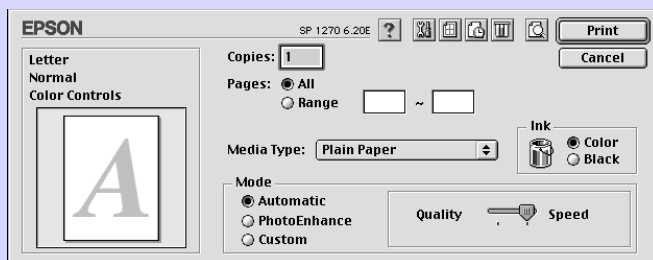 EPSON
SP 1270 6.20E
?
Print
Cancel
Letter
Normal
Color Controls
A
Copies: 1
Pages: All
Range ~
Media Type: Plain Paper
Ink
Color
Black
Mode
Automatic
PhotoEnhance
Custom
Quality Speed